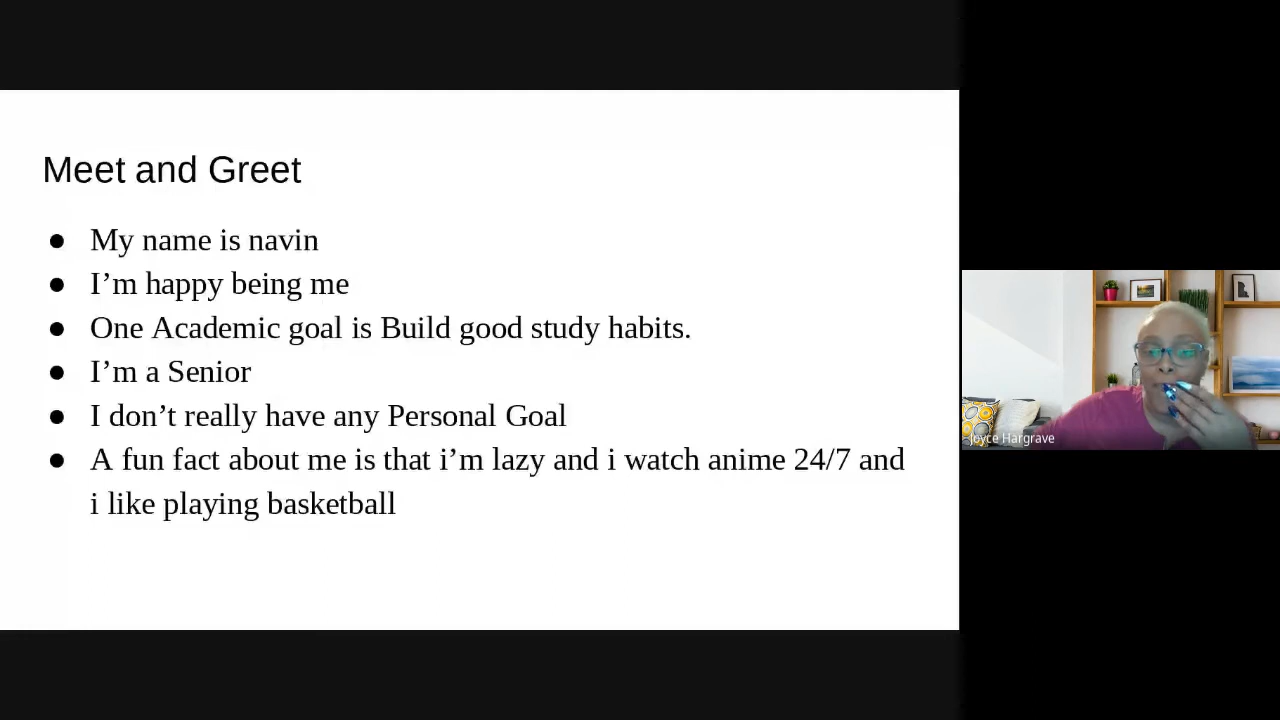 Meet and Greet
● My name is navin
● I’m happy being me
● One Academic goal is Build good study habits.
● I’m a Senior
● I don’t really have any Personal Goal
● A fun fact about me is that i’m lazy and i watch anime 24/7 and
i like playing basketball
Joyce Hargrave